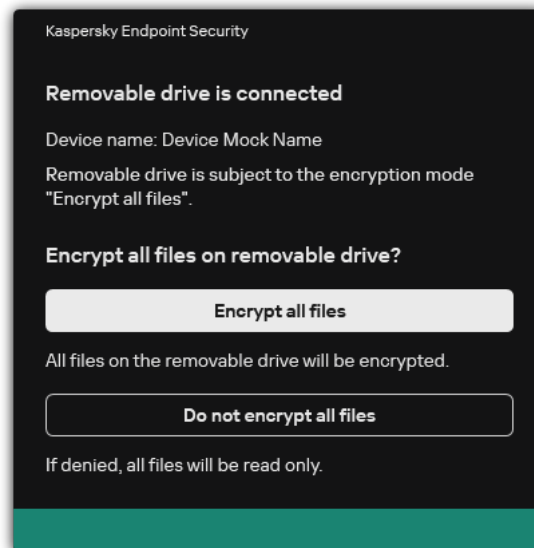 Kaspersky Endpoint Security
Removable drive is connected
Device name: Device Mock Name
Removable drive is subject to the encryption mode
"Encrypt all files".
Encrypt all files on removable drive?
Encrypt all files
All files on the removable drive will be encrypted.
Do not encrypt all files
If denied, all files will be read only.